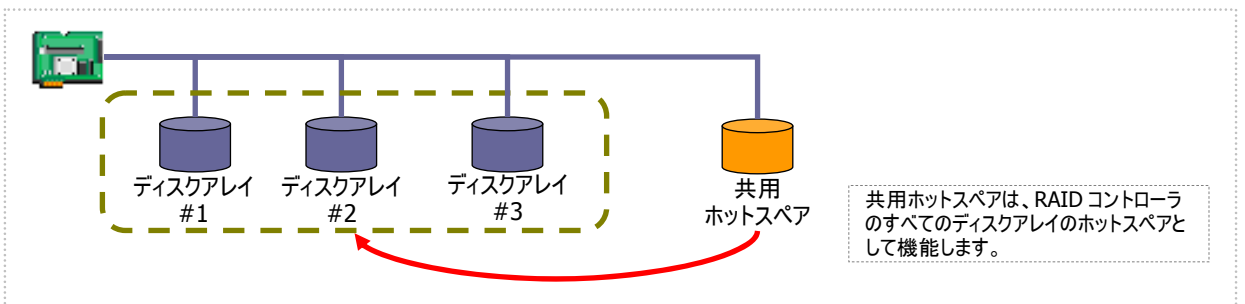 ディスクアレイ
#1
ディスクアレイ
#2
ディスクアレイ
#3
共用
ホットスペア
共用ホットスペアは、RAID コントローラ
のすべてのディスクアレイのホットスペアと
して機能します。